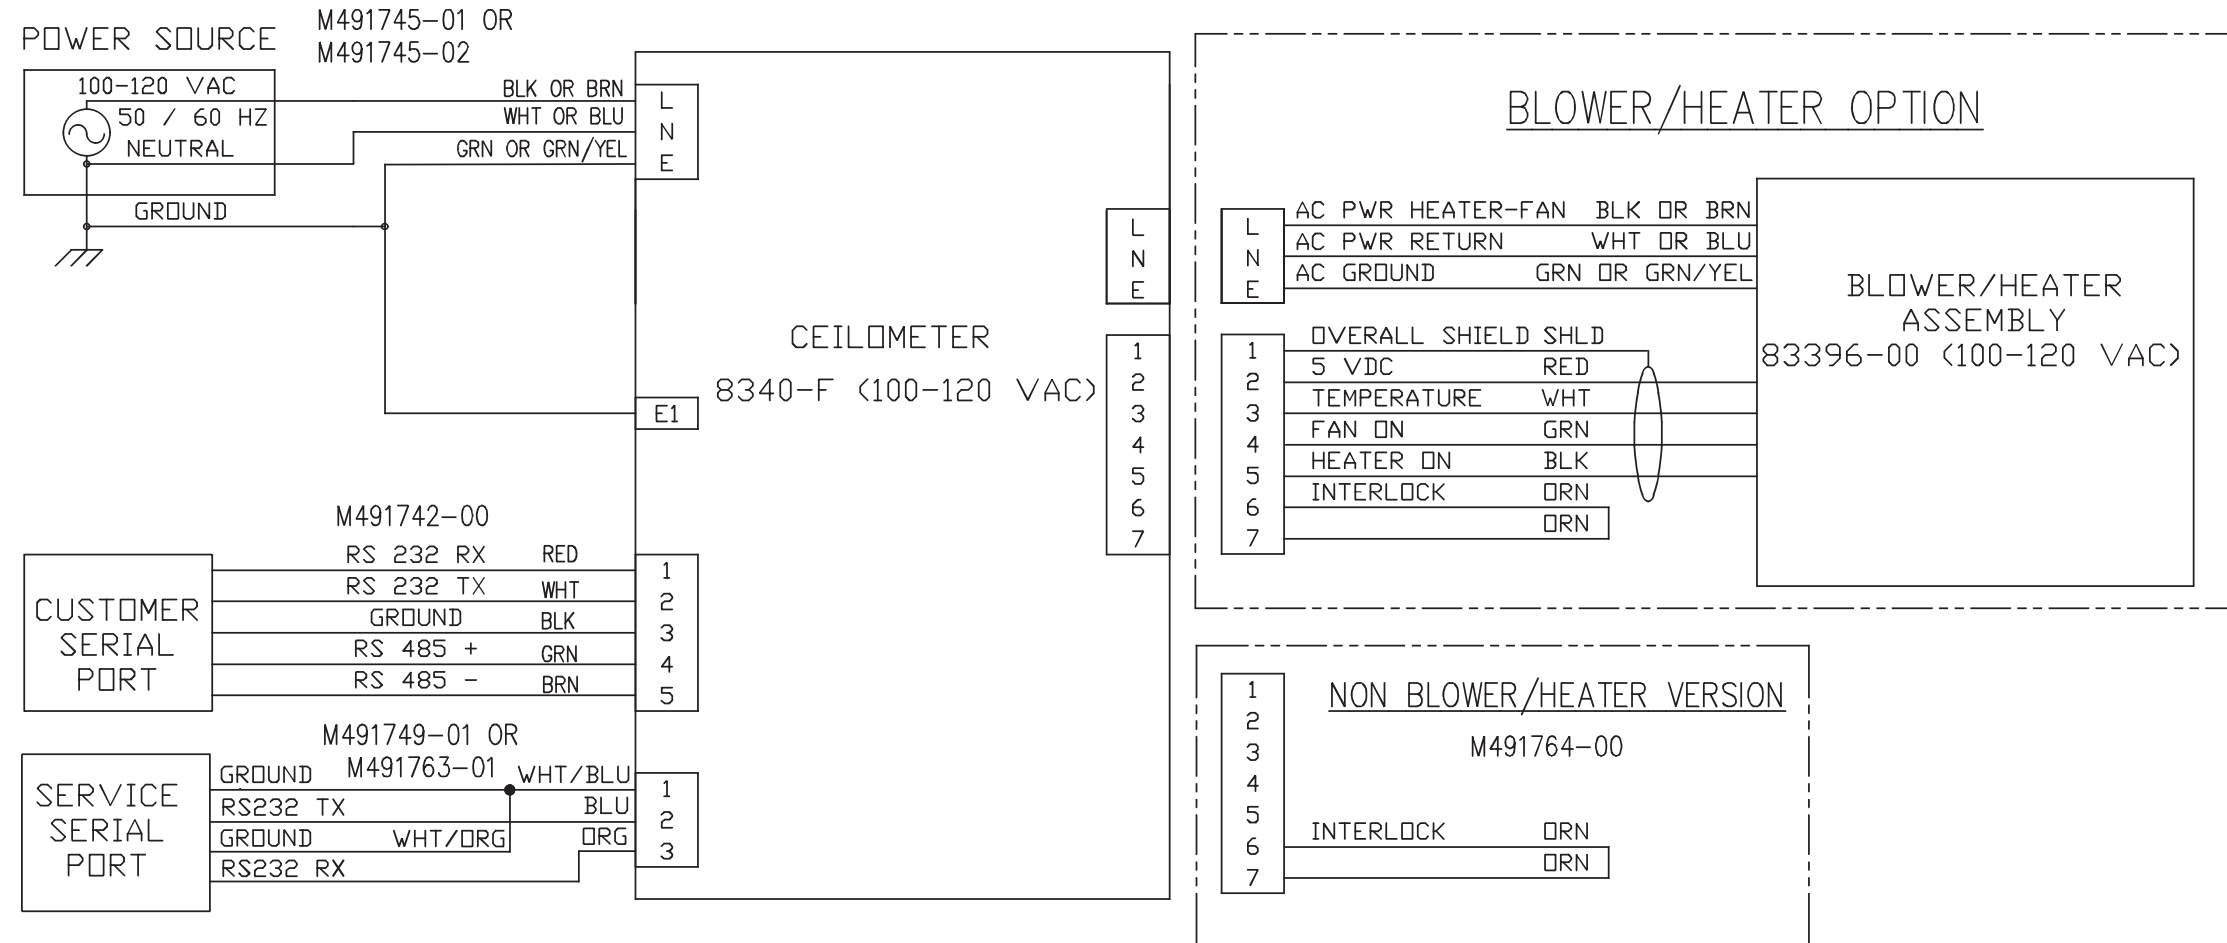 M491745-01 OR
M491745-02
POWER SOURCE
100-120 VAC
50 / 60 HZ
NEUTRAL
GROUND
BLK OR BRN
WHT OR BLU
GRN OR GRN/YEL
L
N
E
E1
CEILOMETER
8340-F (100-120 VAC)
L
N
E
1
2
3
4
5
6
7
M491742-00
CUSTOMER
SERIAL
PORT
RS 232 RX RED
RS 232 TX WHT
GROUND BLK
RS 485 + GRN
RS 485 - BRN
1
2
3
4
5
M491749-01 OR
M491763-01
SERVICE
SERIAL
PORT
GROUND WHT/BLU
RS232 TX BLU
GROUND WHT/ORG ORG
RS232 RX
1
2
3
BLOWER/HEATER OPTION
L
N
E
AC PWR HEATER-FAN BLK OR BRN
AC PWR RETURN WHT OR BLU
AC GROUND GRN OR GRN/YEL
BLOWER/HEATER
ASSEMBLY
83396-00 (100-120 VAC)
1
2
3
4
5
6
7
OVERALL SHIELD SHLD
5 VDC RED
TEMPERATURE WHT
FAN ON GRN
HEATER ON BLK
INTERLOCK ORN
ORN
NON BLOWER/HEATER VERSION
M491764-00
1
2
3
4
5
6
7
INTERLOCK ORN
ORN